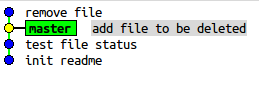 remove file
master add file to be deleted
test file status
init readme